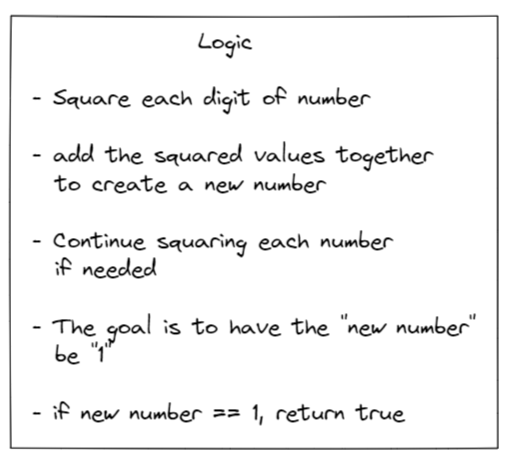 Logic
- Square each digit of number
- add the squared values together
to create a new number
- Continue squaring each number
if needed
- The goal is to have the "new number"
be "1"
- if new number == 1, return true